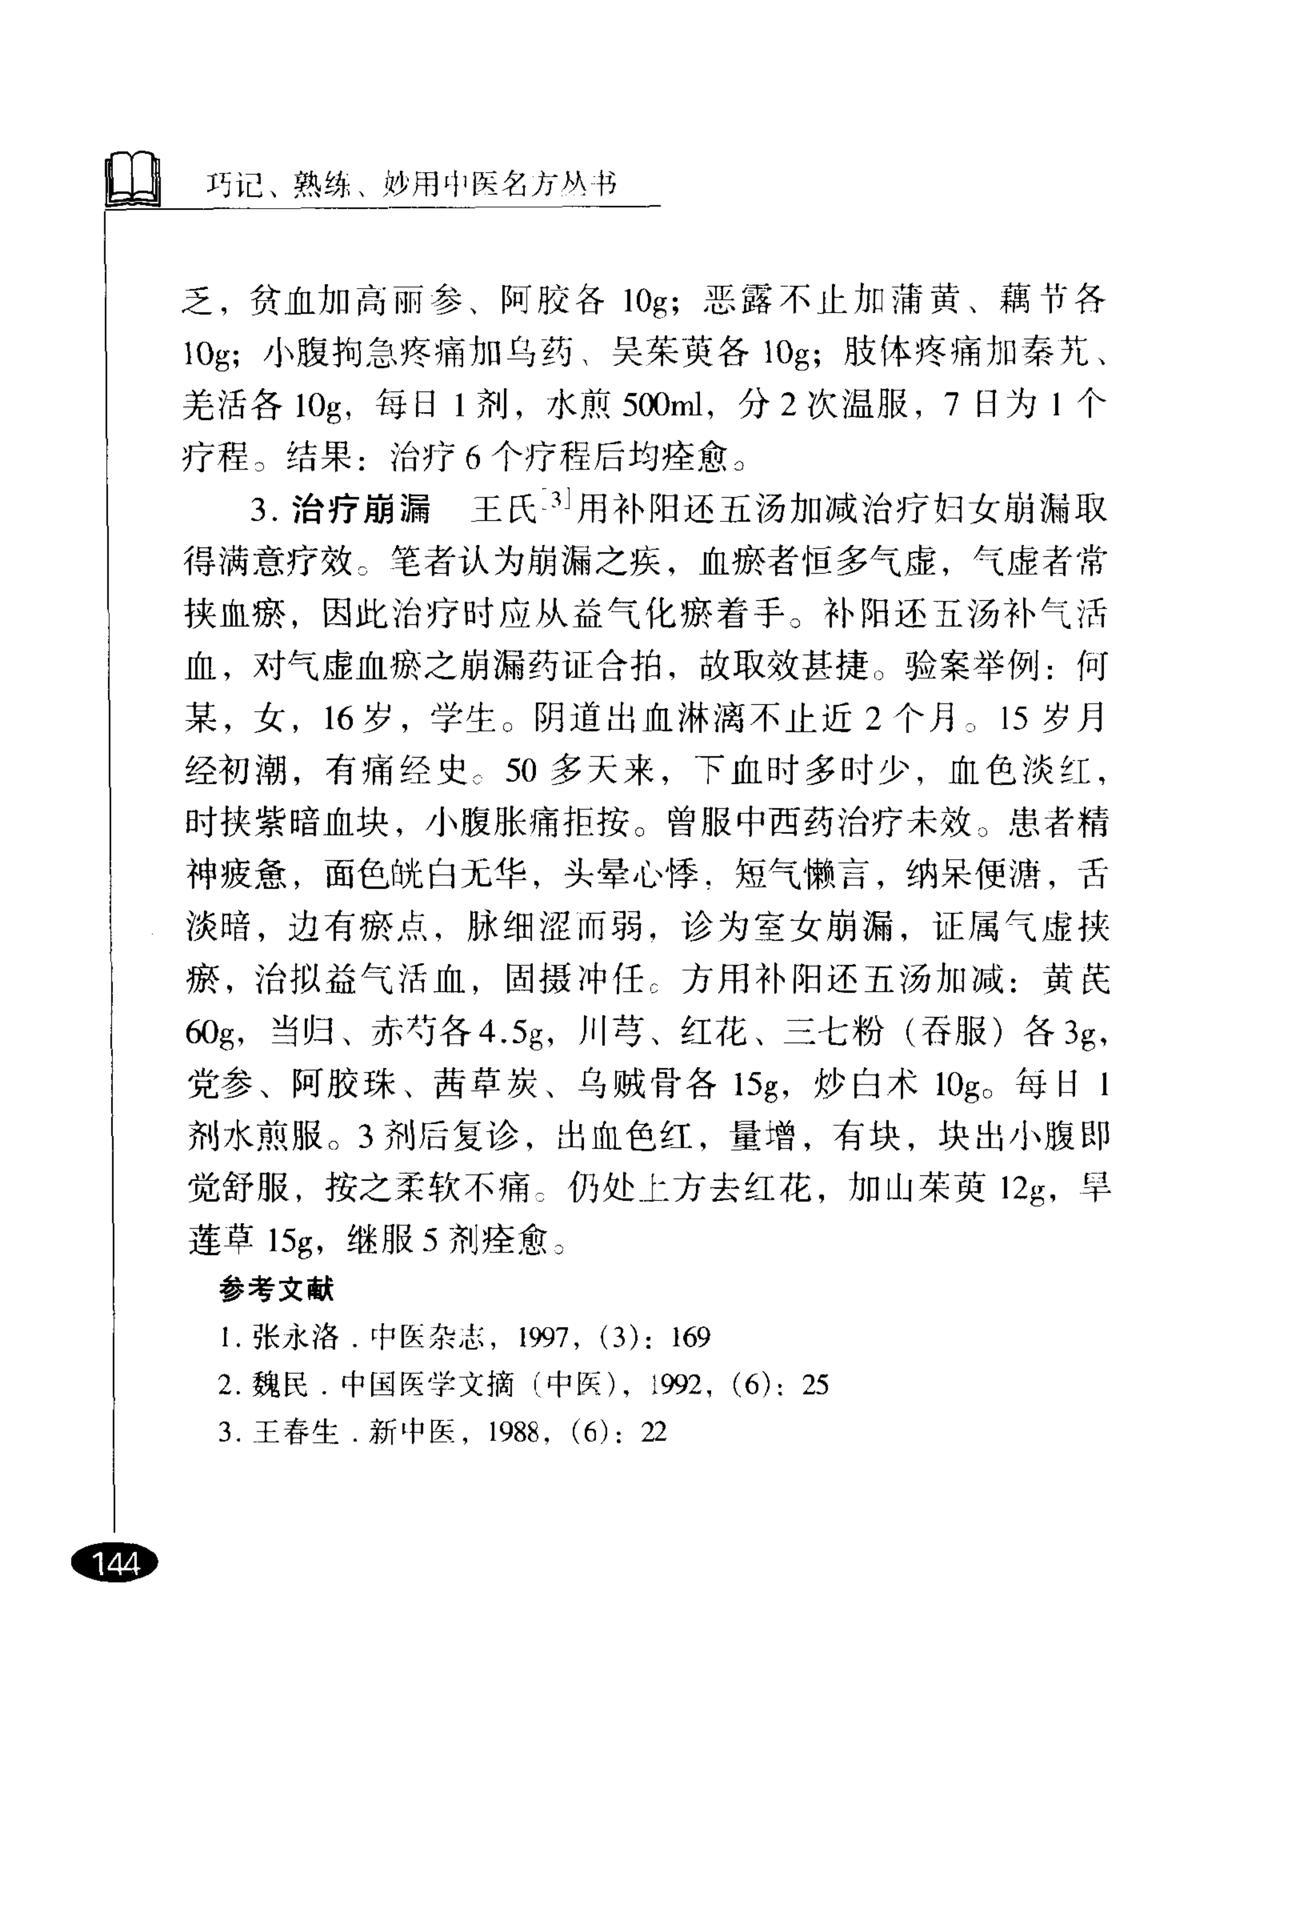 巧记、熟练、妙用中医名方丛书
乏，贫血加高丽参、阿胶各 10g；恶露不止加蒲黄、藕节各
10g；小腹拘急疼痛加乌药、吴茱萸各 10g；肢体疼痛加秦艽、
羌活各 10g，每日 1 剂，水煎 500ml，分 2 次温服，7 日为 1 个
疗程。结果：治疗 6 个疗程后均痊愈。
3. 治疗崩漏　王氏[3]用补阳还五汤加减治疗妇女崩漏取
得满意疗效。笔者认为崩漏之疾，血瘀者恒多气虚，气虚者常
挟血瘀，因此治疗时应从益气化瘀着手。补阳还五汤补气活
血，对气虚血瘀之崩漏药证合拍，故取效甚捷。验案举例：何
某，女，16 岁，学生。阴道出血淋漓不止近 2 个月。15 岁月
经初潮，有痛经史。50 多天来，下血时多时少，血色淡红，
时挟紫暗血块，小腹胀痛拒按。曾服中西药治疗未效。患者精
神疲惫，面色㿠白无华，头晕心悸，短气懒言，纳呆便溏，舌
淡暗，边有瘀点，脉细涩而弱，诊为室女崩漏，证属气虚挟
瘀，治拟益气活血，固摄冲任。方用补阳还五汤加减：黄芪
60g，当归、赤芍各 4.5g，川芎、红花、三七粉（吞服）各 3g，
党参、阿胶珠、茜草炭、乌贼骨各 15g，炒白术 10g。每日 1
剂水煎服。3 剂后复诊，出血色红，量增，有块，块出小腹即
觉舒服，按之柔软不痛。仍处上方去红花，加山茱萸 12g，旱
莲草 15g，继服 5 剂痊愈。
参考文献
1. 张永洛．中医杂志，1997，（3）：169
2. 魏民．中国医学文摘（中医），1992，（6）：25
3. 王春生．新中医，1988，（6）：22
144